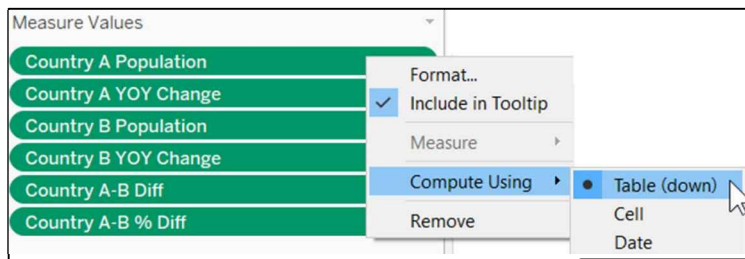 Measure Values
Country A Population
Country A YOY Change
Country B Population
Country B YOY Change
Country A-B Diff
Country A-B % Diff
Format...
Include in Tooltip
Measure
Compute Using
Remove
Table (down)
Cell
Date